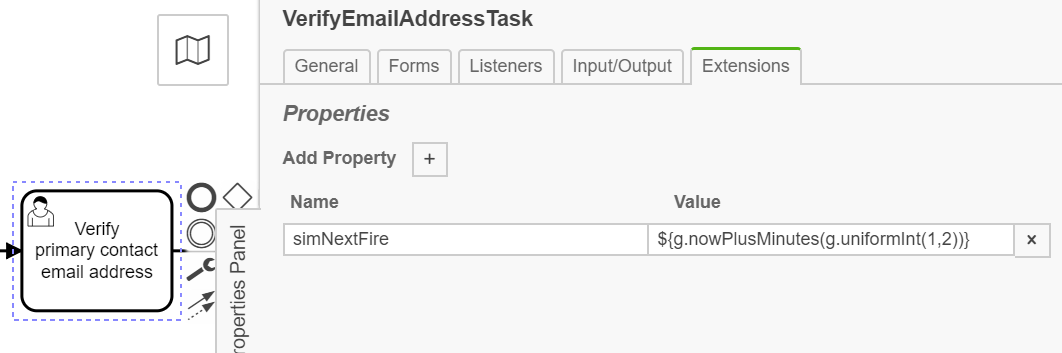 VerifyEmailAddressTask
General Forms Listeners Input/Output Extensions
Properties
Add Property +
Name Value
simNextFire ${g.nowPlusMinutes(g.uniformInt(1,2))} ×
Verify
primary contact
email address
roperties Panel